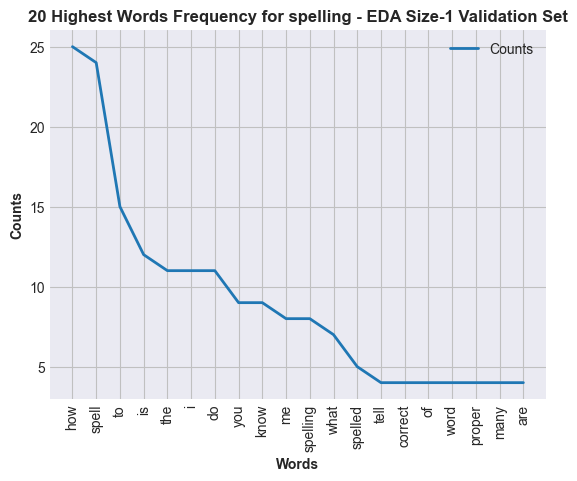 20 Highest Words Frequency for spelling - EDA Size-1 Validation Set
Counts
25
20
15
10
5
Counts
how
spell
to
is
the
i
do
you
know
me
spelling
what
spelled
tell
correct
of
word
proper
many
are
Words